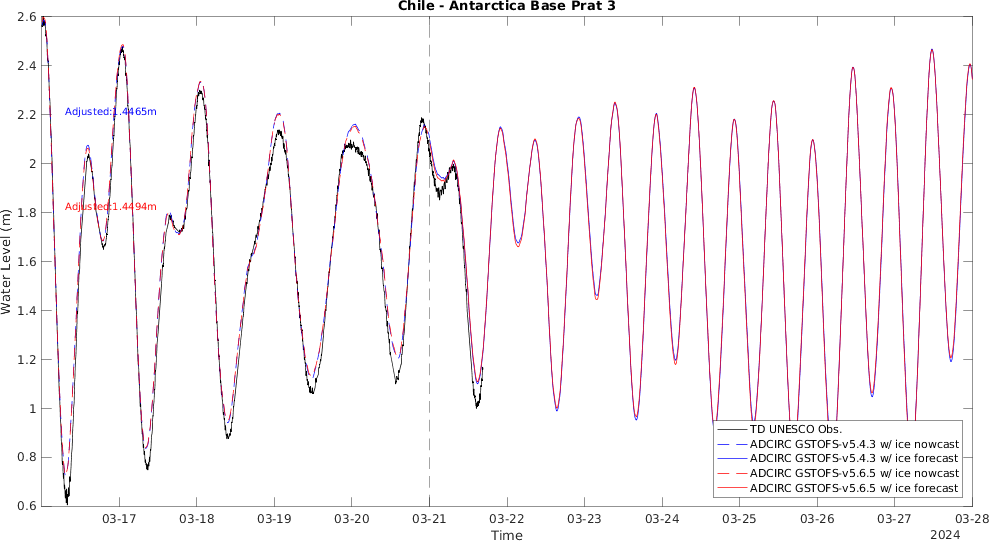 Chile - Antarctica Base Prat 3
2.6
2.4
2.2
2
1.8
1.6
1.4
1.2
1
0.8
0.6
Water Level (m)
Adjusted:1.4465m
Adjusted:1.4494m
TD UNESCO Obs.
ADCIRC GSTOFS-v5.4.3 w/ ice nowcast
ADCIRC GSTOFS-v5.4.3 w/ ice forecast
ADCIRC GSTOFS-v5.6.5 w/ ice nowcast
ADCIRC GSTOFS-v5.6.5 w/ ice forecast
03-17 03-18 03-19 03-20 03-21 03-22 03-23 03-24 03-25 03-26 03-27 03-28
Time
2024